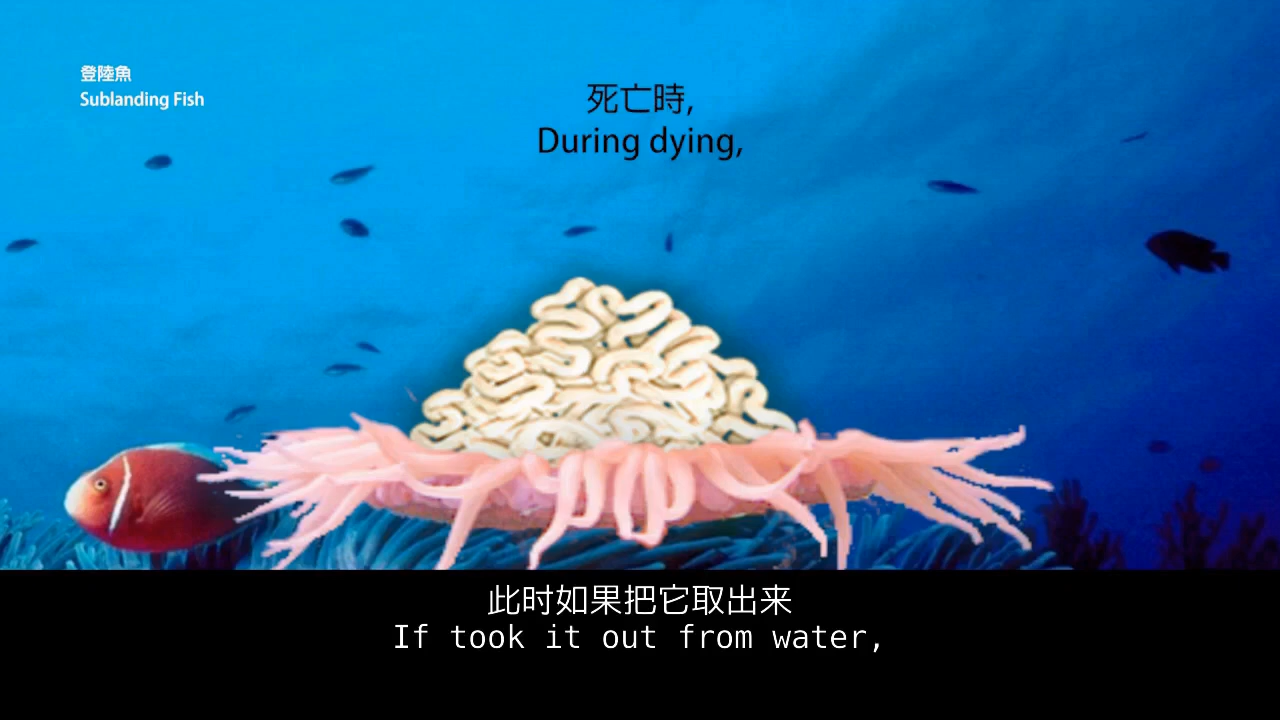 登陸魚
Sublanding Fish
死亡時,
During dying,
此时如果把它取出来
If took it out from water,